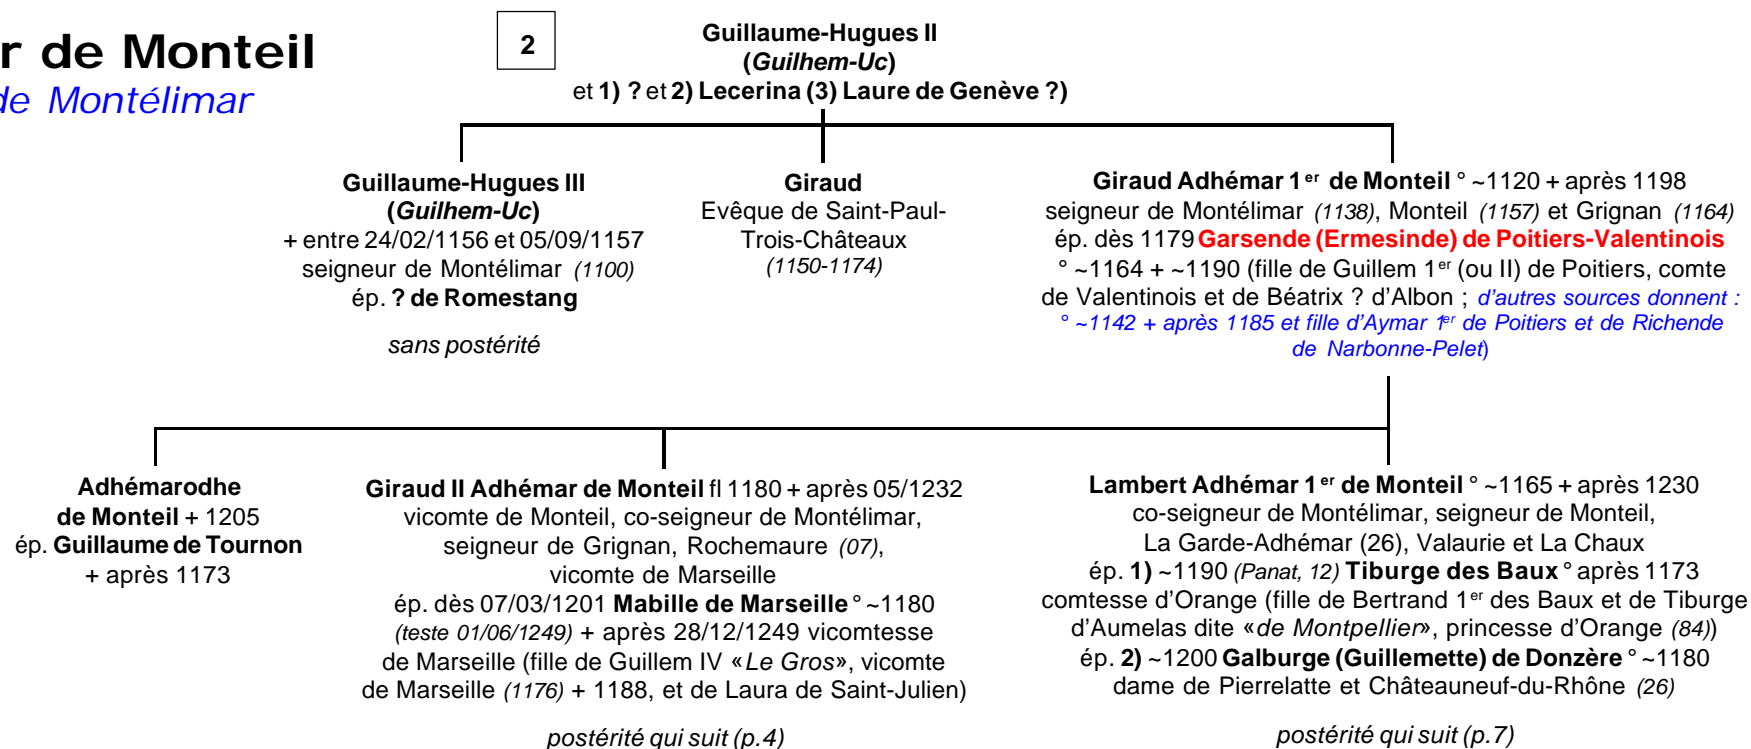 r de Monteil
de Montélimar
2
Guillaume-Hugues II
(Guilhem-Uc)
et 1) ? et 2) Lecerina (3) Laure de Genève ?)
Guillaume-Hugues III
(Guilhem-Uc)
+ entre 24/02/1156 et 05/09/1157
seigneur de Montélimar (1100)
ép. ? de Romestang
sans postérité
Giraud
Evêque de Saint-Paul-
Trois-Châteaux
(1150-1174)
Giraud Adhémar 1er de Monteil ° ~1120 + après 1198
seigneur de Montélimar (1138), Monteil (1157) et Grignan (1164)
ép. dès 1179 Garsende (Ermesinde) de Poitiers-Valentinois
° ~1164 + ~1190 (fille de Guillem 1er (ou II) de Poitiers, comte
de Valentinois et de Béatrix ? d'Albon ; d'autres sources donnent :
° ~1142 + après 1185 et fille d'Aymar 1er de Poitiers et de Richende
de Narbonne-Pelet)
Adhémarodhe
de Monteil + 1205
ép. Guillaume de Tournon
+ après 1173
Giraud II Adhémar de Monteil fl 1180 + après 05/1232
vicomte de Monteil, co-seigneur de Montélimar,
seigneur de Grignan, Rochemaure (07),
vicomte de Marseille
ép. dès 07/03/1201 Mabille de Marseille ° ~1180
(teste 01/06/1249) + après 28/12/1249 vicomtesse
de Marseille (fille de Guillem IV «Le Gros», vicomte
de Marseille (1176) + 1188, et de Laura de Saint-Julien)
postérité qui suit (p.4)
Lambert Adhémar 1er de Monteil ° ~1165 + après 1230
co-seigneur de Montélimar, seigneur de Monteil,
La Garde-Adhémar (26), Valaurie et La Chaux
ép. 1) ~1190 (Panat, 12) Tiburge des Baux ° après 1173
comtesse d'Orange (fille de Bertrand 1er des Baux et de Tiburge
d'Aumelas dite «de Montpellier», princesse d'Orange (84))
ép. 2) ~1200 Galburge (Guillemette) de Donzère ° ~1180
dame de Pierrelatte et Châteauneuf-du-Rhône (26)
postérité qui suit (p.7)